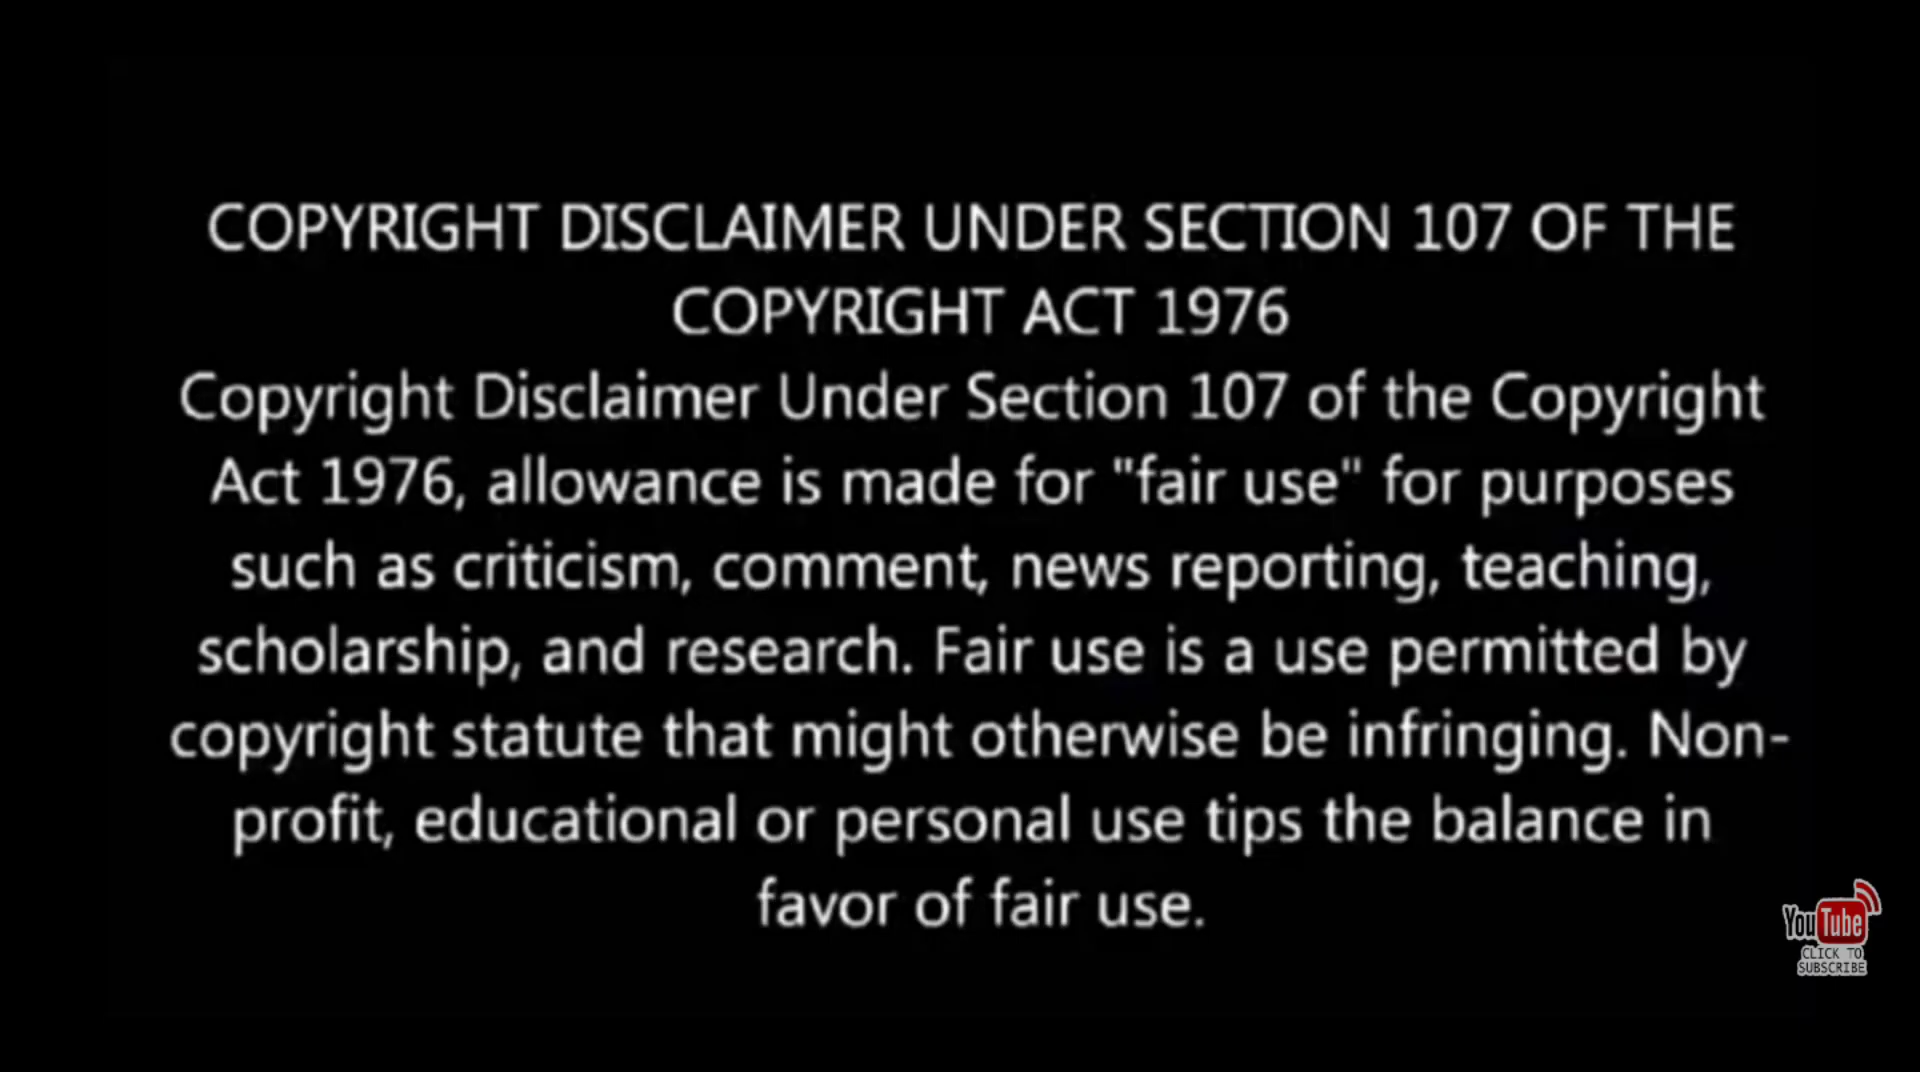 COPYRIGHT DISCLAIMER UNDER SECTION 107 OF THE
COPYRIGHT ACT 1976
Copyright Disclaimer Under Section 107 of the Copyright
Act 1976, allowance is made for "fair use" for purposes
such as criticism, comment, news reporting, teaching,
scholarship, and research. Fair use is a use permitted by
copyright statute that might otherwise be infringing. Non-
profit, educational or personal use tips the balance in
favor of fair use.
YouTube
CLICK TO
SUBSCRIBE